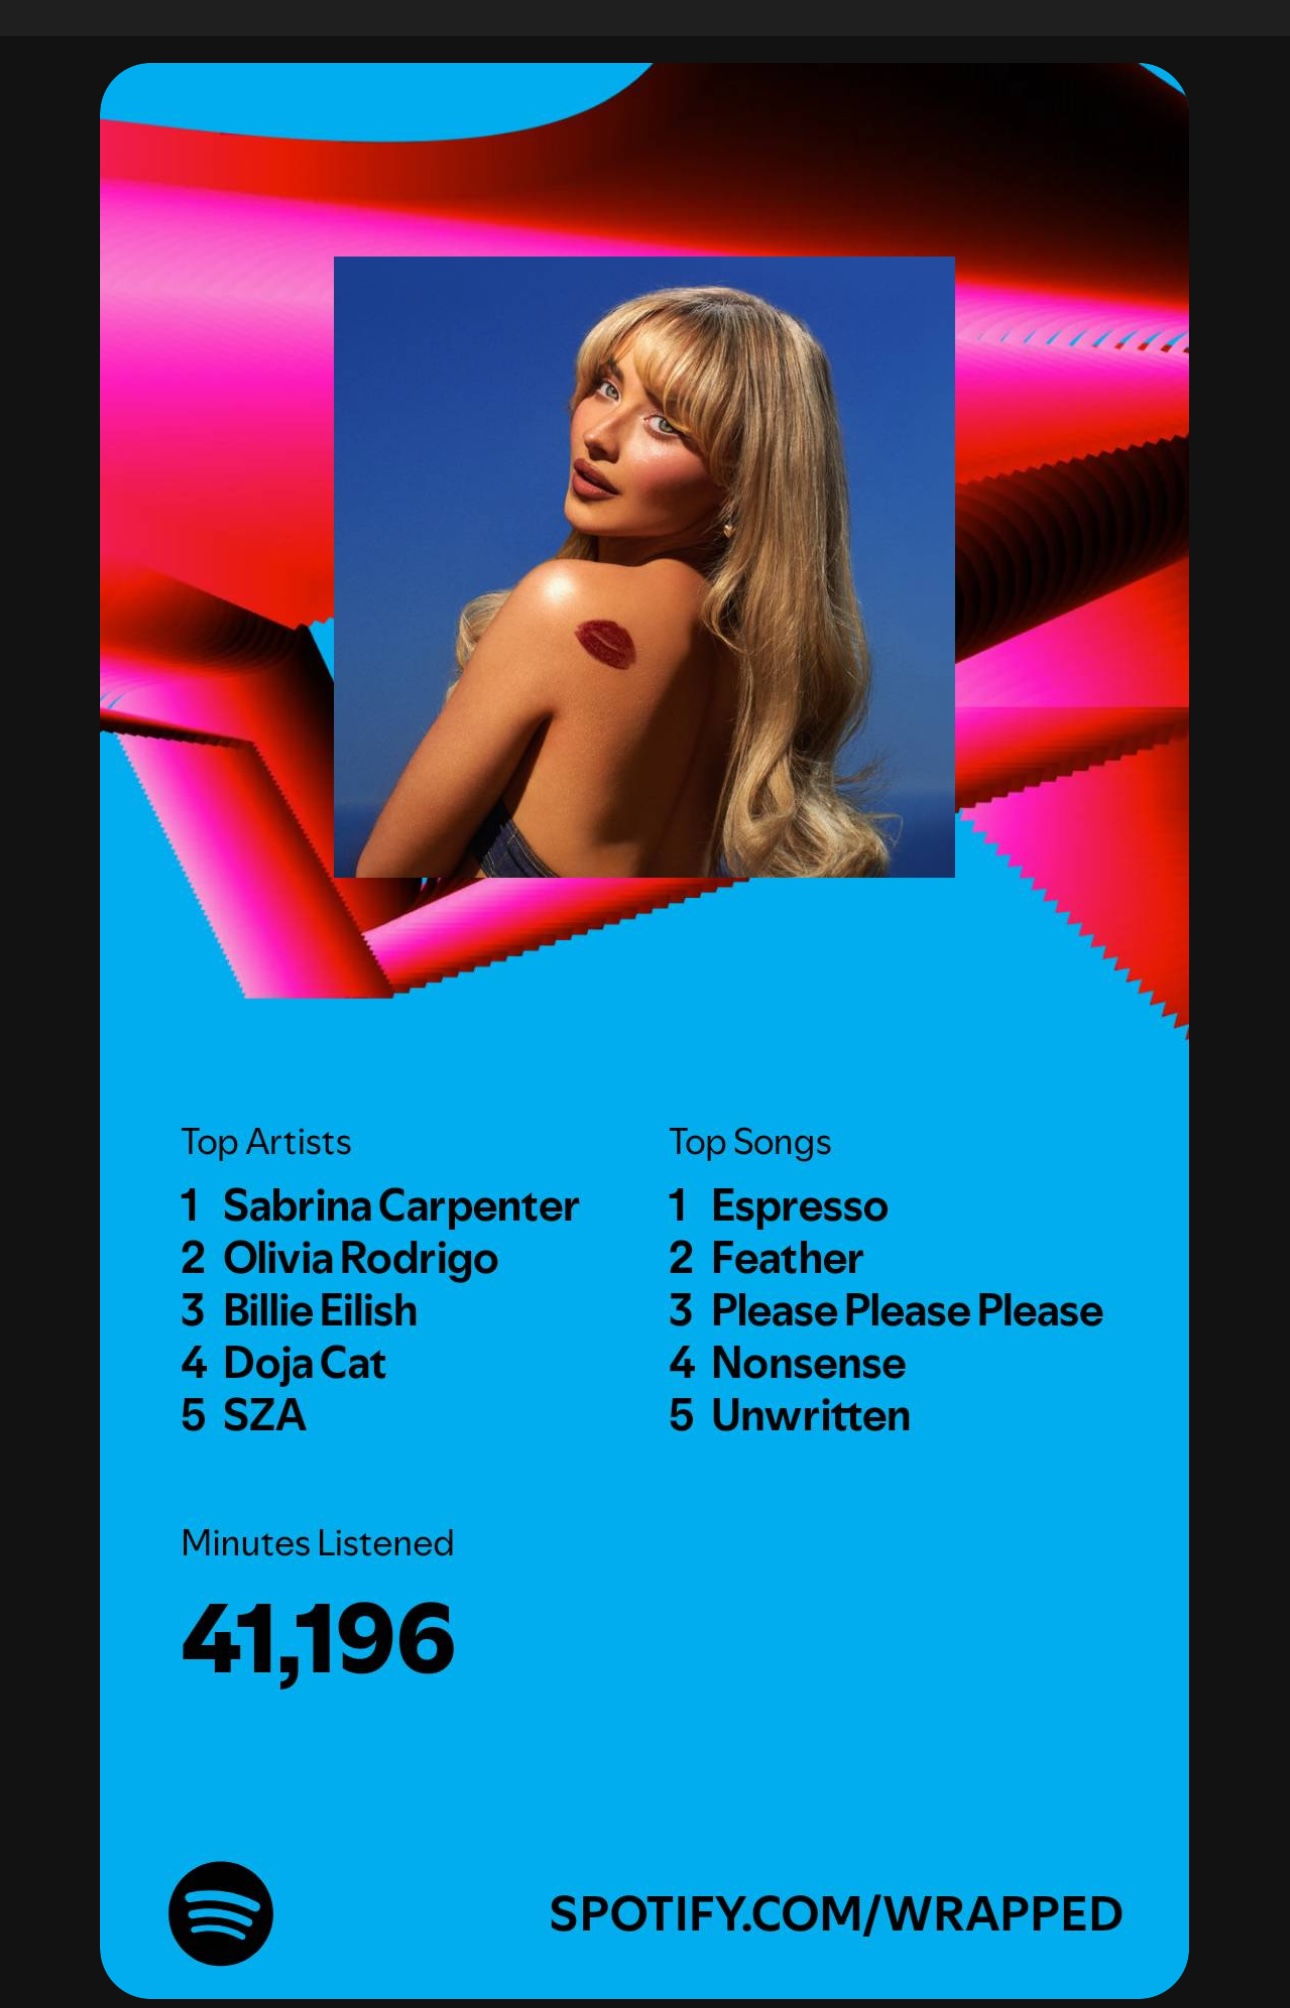 Top Artists
1 Sabrina Carpenter
2 Olivia Rodrigo
3 Billie Eilish
4 Doja Cat
5 SZA
Top Songs
1 Espresso
2 Feather
3 Please Please Please
4 Nonsense
5 Unwritten
Minutes Listened
41,196
SPOTIFY.COM/WRAPPED